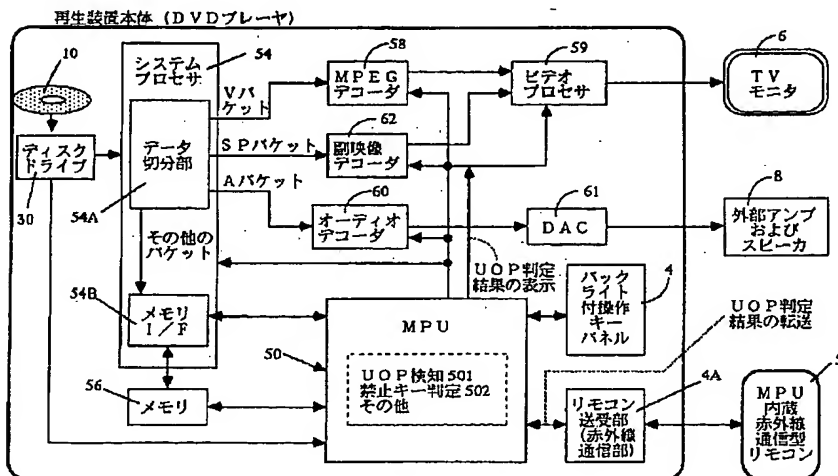 再生装置本体(DVDプレーヤ)
10
ディスク
ドライブ
30
システム
プロセサ
54
データ
切分部
54A
Vパ
ケット
SPパケット
Aパケット
その他の
パケット
54B
メモリ
I/F
56
メモリ
58
MPEG
デコーダ
62
副映像
デコーダ
60
オーディオ
デコーダ
59
ビデオ
プロセサ
61
DAC
6
TV
モニタ
8
外部アンプ
および
スピーカ
UOP判定
結果の表示
50
MPU
UOP検知501
禁止キー判定502
その他
4
バック
ライト
付操作
キー
パネル
UOP判定
結果の転送
4A
リモコン
送受部
(赤外線
通信部)
5
MPU
内蔵
赤外線
通信型
リモコン